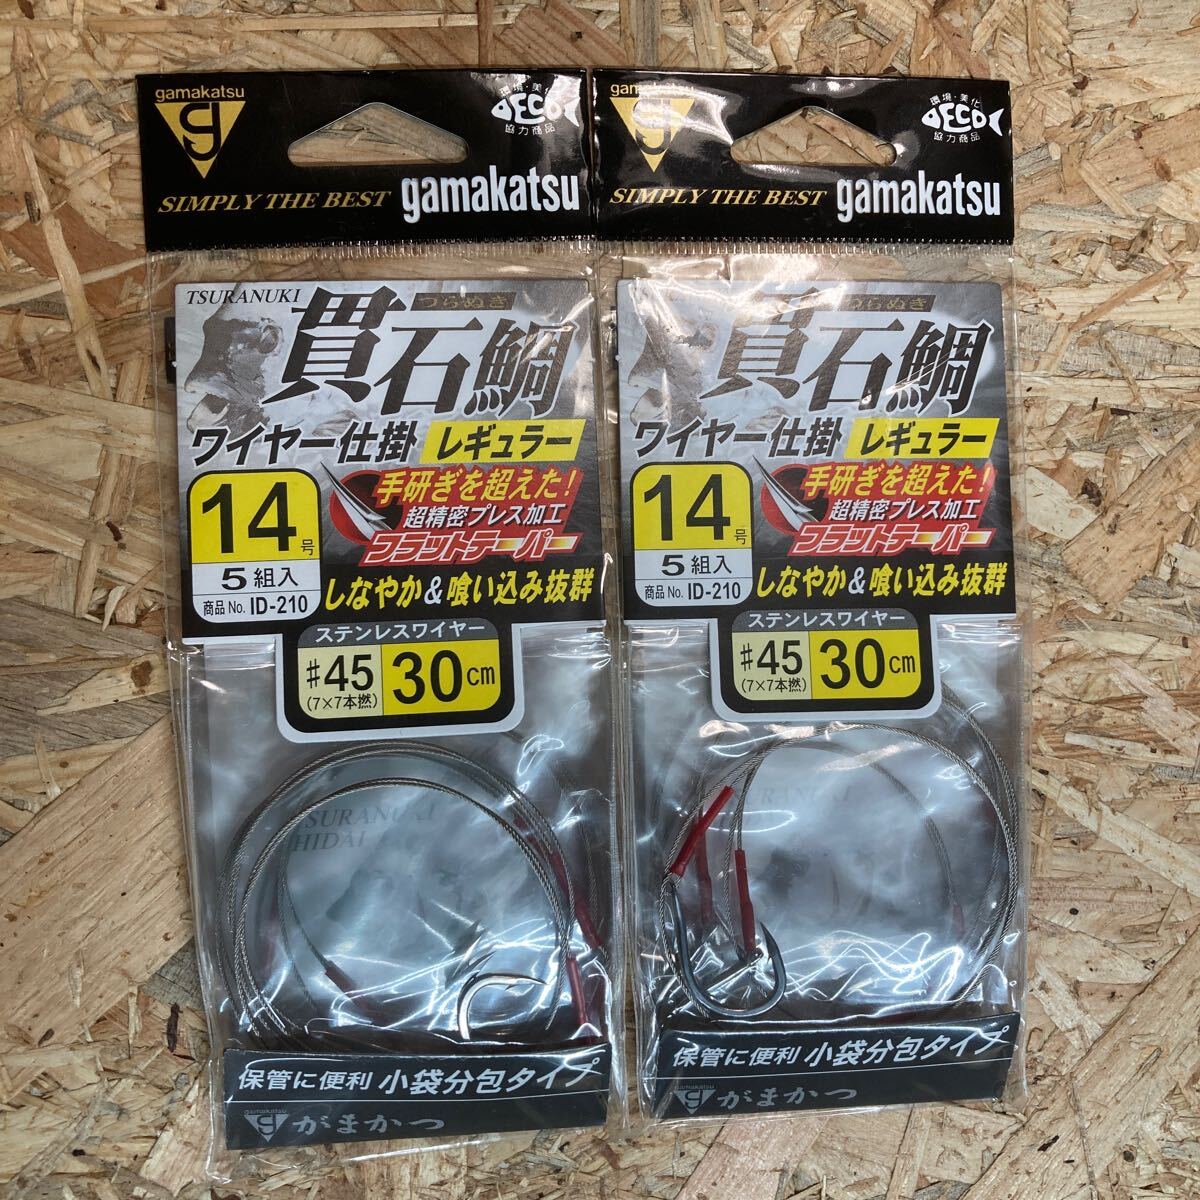 gamakatsu
環境・美化
ECO
協力商品
SIMPLY THE BEST
gamakatsu
TSURANUKI
つらぬき
貫石鯛
ワイヤー仕掛 レギュラー
14号
手研ぎを超えた!
超精密プレス加工
フラットテーパー
5組入
商品No. ID-210
しなやか&喰い込み抜群
ステンレスワイヤー
#45
(7×7本撚)
30cm
TSURANUKI
HIDAI
保管に便利 小袋分包タイプ
gamakatsu
がまかつ
gamakatsu
環境・美化
ECO
協力商品
SIMPLY THE BEST
gamakatsu
つらぬき
貫石鯛
ワイヤー仕掛 レギュラー
14号
手研ぎを超えた!
超精密プレス加工
フラットテーパー
5組入
商品No. ID-210
しなやか&喰い込み抜群
ステンレスワイヤー
#45
(7×7本撚)
30cm
保管に便利 小袋分包タイプ
gamakatsu
がまかつ